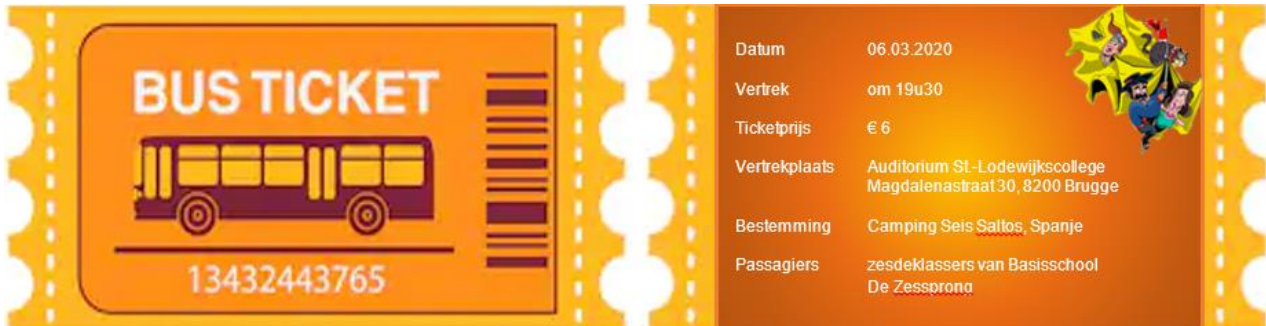 BUS TICKET
13432443765
Datum 06.03.2020
Vertrek om 19u30
Ticketprijs € 6
Vertrekplaats Auditorium St.-Lodewijkscollege
Magdalenastraat 30, 8200 Brugge
Bestemming Camping Seis Saltos, Spanje
Passagiers zesdeklassers van Basisschool
De Zessprong